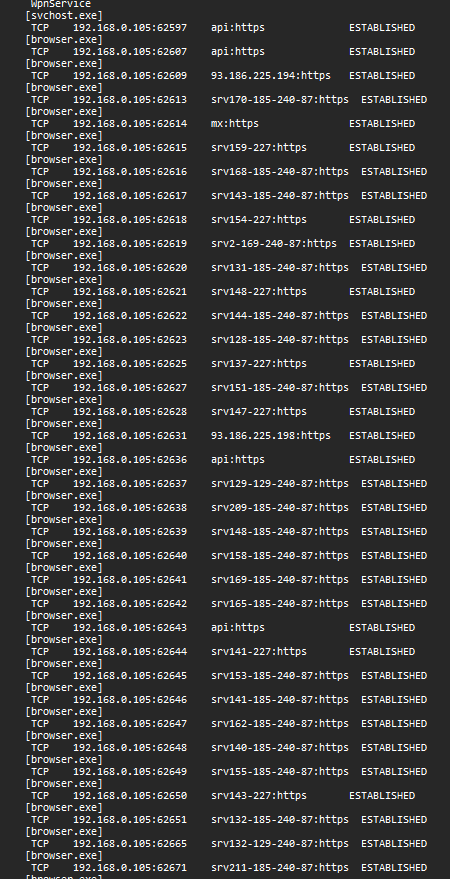 WpnService
[svchost.exe]
TCP 192.168.0.105:62597 api:https ESTABLISHED
[browser.exe]
TCP 192.168.0.105:62607 api:https ESTABLISHED
[browser.exe]
TCP 192.168.0.105:62609 93.186.225.194:https ESTABLISHED
[browser.exe]
TCP 192.168.0.105:62613 srv170-185-240-87:https ESTABLISHED
[browser.exe]
TCP 192.168.0.105:62614 mx:https ESTABLISHED
[browser.exe]
TCP 192.168.0.105:62615 srv159-227:https ESTABLISHED
[browser.exe]
TCP 192.168.0.105:62616 srv168-185-240-87:https ESTABLISHED
[browser.exe]
TCP 192.168.0.105:62617 srv143-185-240-87:https ESTABLISHED
[browser.exe]
TCP 192.168.0.105:62618 srv154-227:https ESTABLISHED
[browser.exe]
TCP 192.168.0.105:62619 srv2-169-240-87:https ESTABLISHED
[browser.exe]
TCP 192.168.0.105:62620 srv131-185-240-87:https ESTABLISHED
[browser.exe]
TCP 192.168.0.105:62621 srv148-227:https ESTABLISHED
[browser.exe]
TCP 192.168.0.105:62622 srv144-185-240-87:https ESTABLISHED
[browser.exe]
TCP 192.168.0.105:62623 srv128-185-240-87:https ESTABLISHED
[browser.exe]
TCP 192.168.0.105:62625 srv137-227:https ESTABLISHED
[browser.exe]
TCP 192.168.0.105:62627 srv151-185-240-87:https ESTABLISHED
[browser.exe]
TCP 192.168.0.105:62628 srv147-227:https ESTABLISHED
[browser.exe]
TCP 192.168.0.105:62631 93.186.225.198:https ESTABLISHED
[browser.exe]
TCP 192.168.0.105:62636 api:https ESTABLISHED
[browser.exe]
TCP 192.168.0.105:62637 srv129-129-240-87:https ESTABLISHED
[browser.exe]
TCP 192.168.0.105:62638 srv209-185-240-87:https ESTABLISHED
[browser.exe]
TCP 192.168.0.105:62639 srv148-185-240-87:https ESTABLISHED
[browser.exe]
TCP 192.168.0.105:62640 srv158-185-240-87:https ESTABLISHED
[browser.exe]
TCP 192.168.0.105:62641 srv169-185-240-87:https ESTABLISHED
[browser.exe]
TCP 192.168.0.105:62642 srv165-185-240-87:https ESTABLISHED
[browser.exe]
TCP 192.168.0.105:62643 api:https ESTABLISHED
[browser.exe]
TCP 192.168.0.105:62644 srv141-227:https ESTABLISHED
[browser.exe]
TCP 192.168.0.105:62645 srv153-185-240-87:https ESTABLISHED
[browser.exe]
TCP 192.168.0.105:62646 srv141-185-240-87:https ESTABLISHED
[browser.exe]
TCP 192.168.0.105:62647 srv162-185-240-87:https ESTABLISHED
[browser.exe]
TCP 192.168.0.105:62648 srv140-185-240-87:https ESTABLISHED
[browser.exe]
TCP 192.168.0.105:62649 srv155-185-240-87:https ESTABLISHED
[browser.exe]
TCP 192.168.0.105:62650 srv143-227:https ESTABLISHED
[browser.exe]
TCP 192.168.0.105:62651 srv132-185-240-87:https ESTABLISHED
[browser.exe]
TCP 192.168.0.105:62665 srv132-129-240-87:https ESTABLISHED
[browser.exe]
TCP 192.168.0.105:62671 srv211-185-240-87:https ESTABLISHED
[browser.exe]